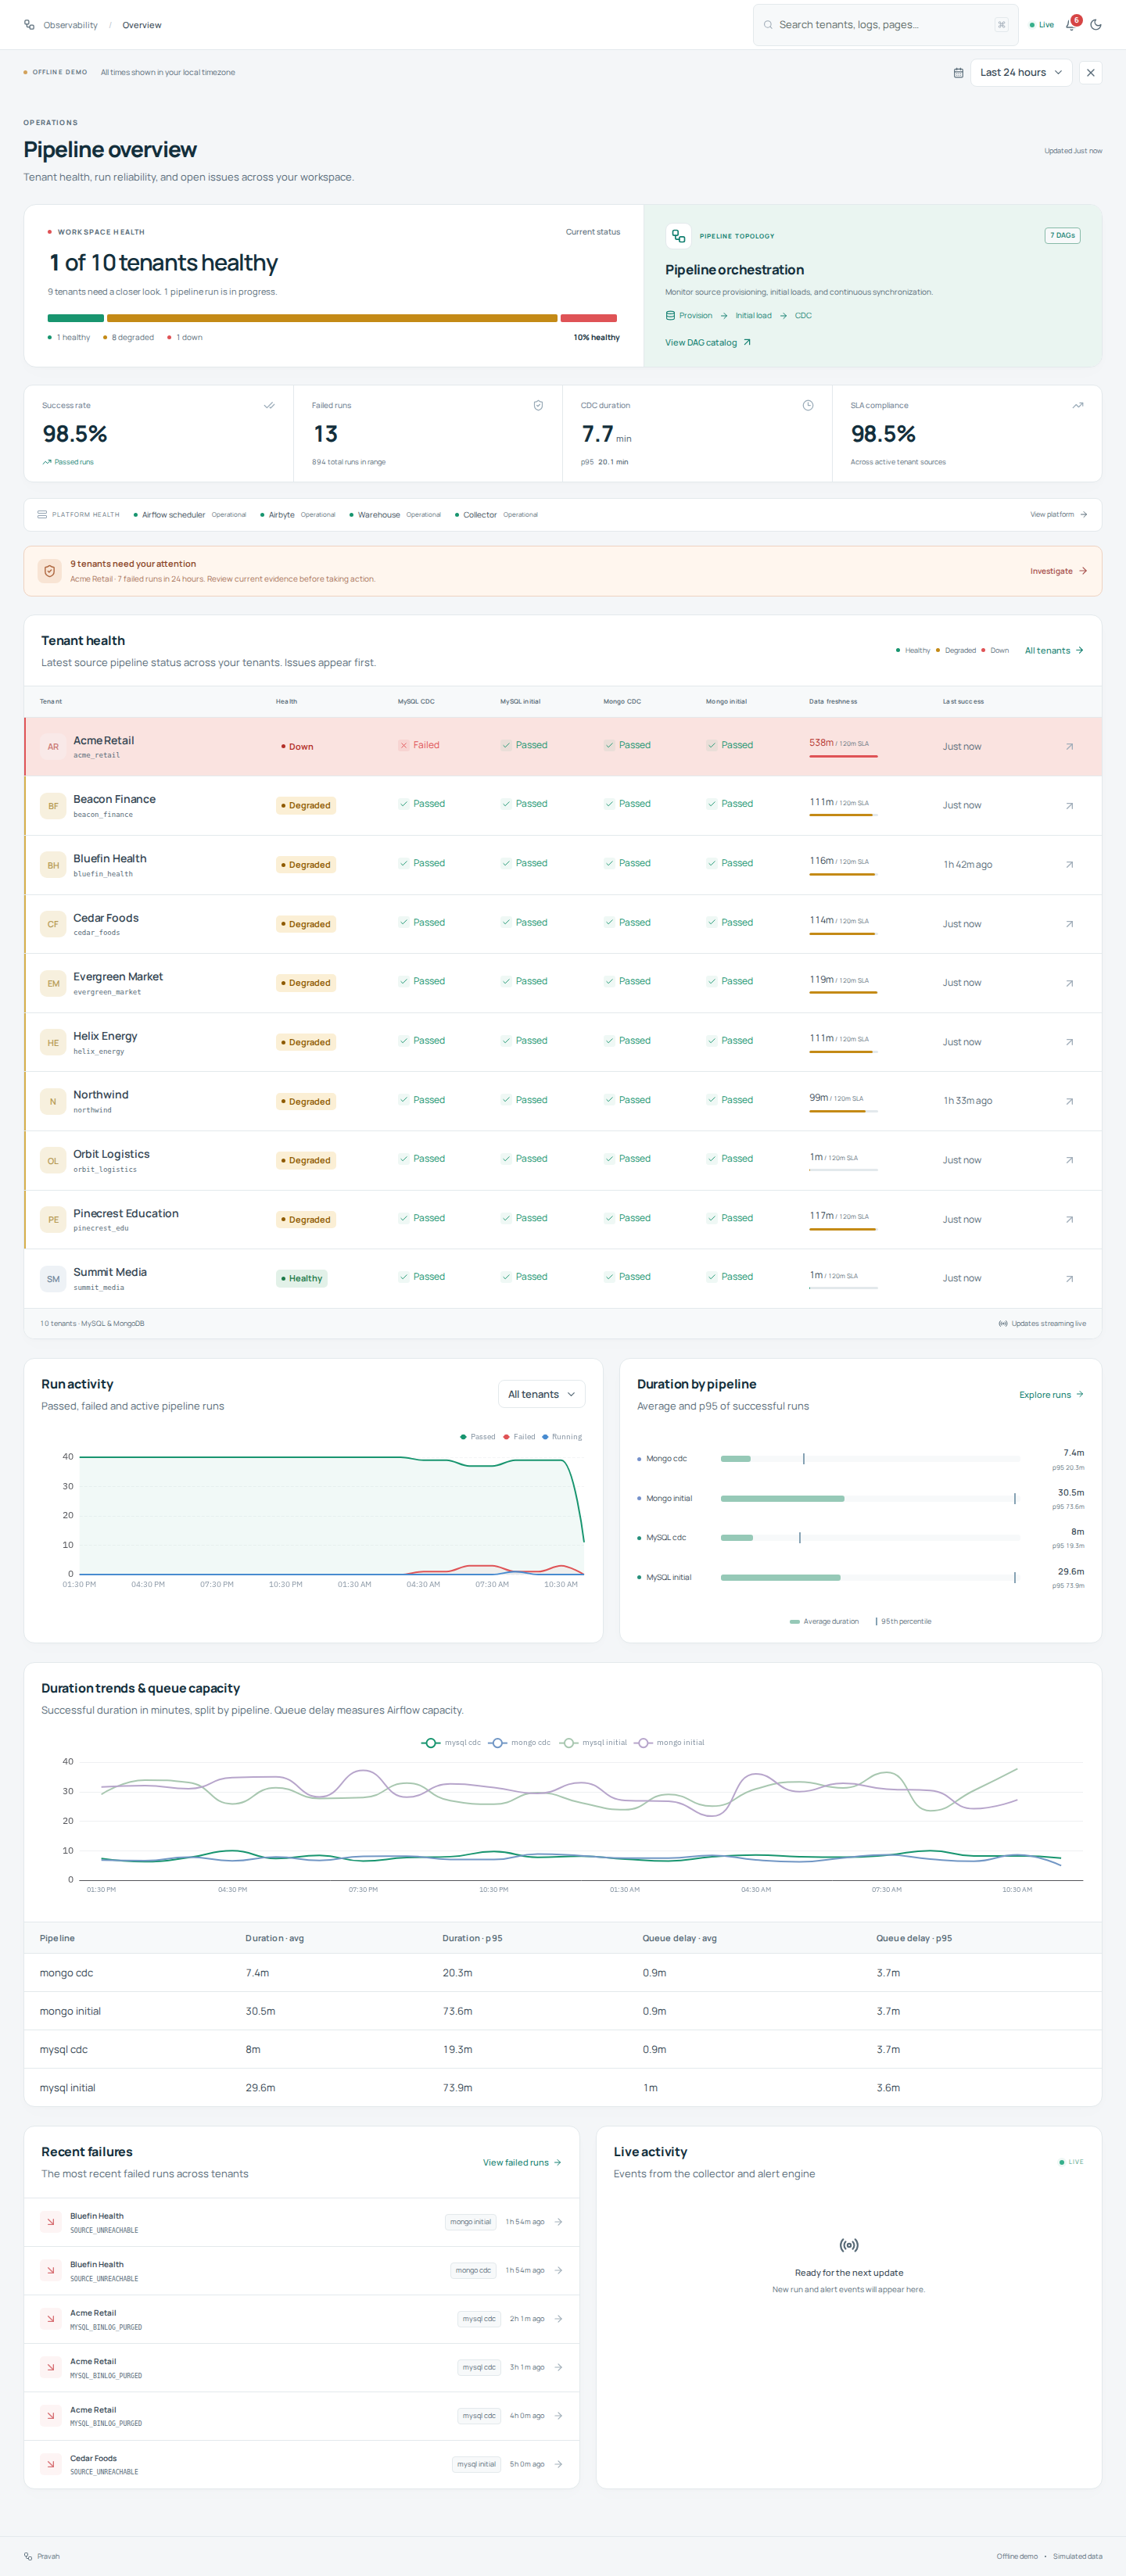 Observability / Overview
Search tenants, logs, pages... ⌘
Live
6
OFFLINE DEMO All times shown in your local timezone
Last 24 hours
OPERATIONS
Pipeline overview
Updated Just now
Tenant health, run reliability, and open issues across your workspace.
WORKSPACE HEALTH Current status
1 of 10 tenants healthy
9 tenants need a closer look. 1 pipeline run is in progress.
1 healthy 8 degraded 1 down 10% healthy
PIPELINE TOPOLOGY 7 DAGs
Pipeline orchestration
Monitor source provisioning, initial loads, and continuous synchronization.
Provision → Initial load → CDC
View DAG catalog
Success rate
98.5%
Passed runs
Failed runs
13
894 total runs in range
CDC duration
7.7 min
p95 20.1 min
SLA compliance
98.5%
Across active tenant sources
PLATFORM HEALTH Airflow scheduler Operational Airbyte Operational Warehouse Operational Collector Operational View platform →
9 tenants need your attention
Acme Retail · 7 failed runs in 24 hours. Review current evidence before taking action.
Investigate →
Tenant health
Latest source pipeline status across your tenants. Issues appear first.
Healthy Degraded Down All tenants →
Tenant Health MySQL CDC MySQL initial Mongo CDC Mongo initial Data freshness Last success
AR Acme Retail Down Failed Passed Passed Passed 538m / 120m SLA Just now
acme_retail
BF Beacon Finance Degraded Passed Passed Passed Passed 111m / 120m SLA Just now
beacon_finance
BH Bluefin Health Degraded Passed Passed Passed Passed 116m / 120m SLA 1h 42m ago
bluefin_health
CF Cedar Foods Degraded Passed Passed Passed Passed 114m / 120m SLA Just now
cedar_foods
EM Evergreen Market Degraded Passed Passed Passed Passed 119m / 120m SLA Just now
evergreen_market
HE Helix Energy Degraded Passed Passed Passed Passed 111m / 120m SLA Just now
helix_energy
N Northwind Degraded Passed Passed Passed Passed 99m / 120m SLA 1h 33m ago
northwind
OL Orbit Logistics Degraded Passed Passed Passed Passed 1m / 120m SLA Just now
orbit_logistics
PE Pinecrest Education Degraded Passed Passed Passed Passed 117m / 120m SLA Just now
pinecrest_edu
SM Summit Media Healthy Passed Passed Passed Passed 1m / 120m SLA Just now
summit_media
10 tenants · MySQL & MongoDB Updates streaming live
Run activity
Passed, failed and active pipeline runs
All tenants
Passed Failed Running
40
30
20
10
0
01:30 PM 04:30 PM 07:30 PM 10:30 PM 01:30 AM 04:30 AM 07:30 AM 10:30 AM
Duration by pipeline
Average and p95 of successful runs
Explore runs →
Mongo cdc 7.4m
p95 20.3m
Mongo initial 30.5m
p95 73.6m
MySQL cdc 8m
p95 19.3m
MySQL initial 29.6m
p95 73.9m
Average duration 95th percentile
Duration trends & queue capacity
Successful duration in minutes, split by pipeline. Queue delay measures Airflow capacity.
mysql cdc mongo cdc mysql initial mongo initial
40
30
20
10
0
01:30 PM 04:30 PM 07:30 PM 10:30 PM 01:30 AM 04:30 AM 07:30 AM 10:30 AM
Pipeline Duration · avg Duration · p95 Queue delay · avg Queue delay · p95
mongo cdc 7.4m 20.3m 0.9m 3.7m
mongo initial 30.5m 73.6m 0.9m 3.7m
mysql cdc 8m 19.3m 0.9m 3.7m
mysql initial 29.6m 73.9m 1m 3.6m
Recent failures
The most recent failed runs across tenants
View failed runs →
Bluefin Health mongo initial 1h 54m ago →
SOURCE_UNREACHABLE
Bluefin Health mongo cdc 1h 54m ago →
SOURCE_UNREACHABLE
Acme Retail mysql cdc 2h 1m ago →
MYSQL_BINLOG_PURGED
Acme Retail mysql cdc 3h 1m ago →
MYSQL_BINLOG_PURGED
Acme Retail mysql cdc 4h 0m ago →
MYSQL_BINLOG_PURGED
Cedar Foods mysql initial 5h 0m ago →
SOURCE_UNREACHABLE
Live activity
Events from the collector and alert engine
LIVE
Ready for the next update
New run and alert events will appear here.
Pravah
Offline demo • Simulated data